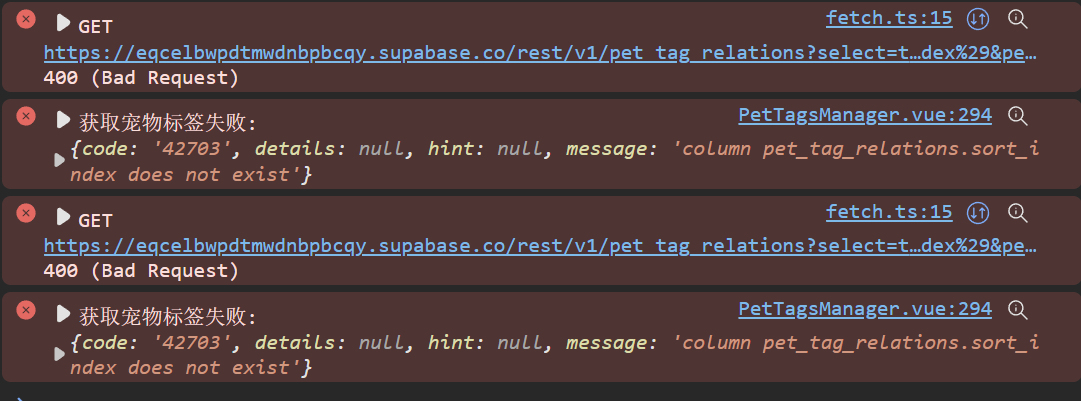 GET fetch.ts:15
https://eqcelbwpdtmwdnbpbcqy.supabase.co/rest/v1/pet_tag_relations?select=t…dex%29&pe…
400 (Bad Request)
获取宠物标签失败: PetTagsManager.vue:294
{code: '42703', details: null, hint: null, message: 'column pet_tag_relations.sort_i
ndex does not exist'}
GET fetch.ts:15
https://eqcelbwpdtmwdnbpbcqy.supabase.co/rest/v1/pet_tag_relations?select=t…dex%29&pe…
400 (Bad Request)
获取宠物标签失败: PetTagsManager.vue:294
{code: '42703', details: null, hint: null, message: 'column pet_tag_relations.sort_i
ndex does not exist'}